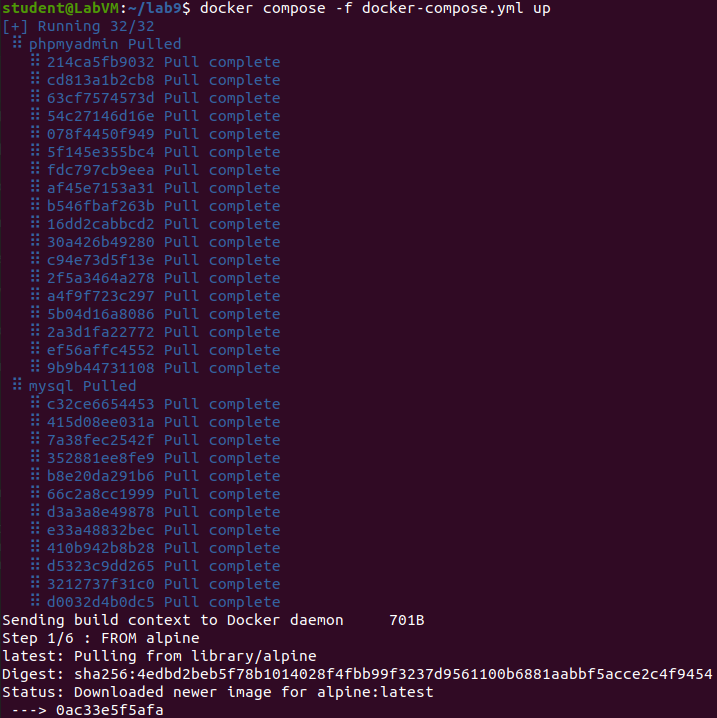 student@LabVM:~/lab9$ docker compose -f docker-compose.yml up
[+] Running 32/32
⠿ phpmyadmin Pulled
⠿ 214ca5fb9032 Pull complete
⠿ cd813a1b2cb8 Pull complete
⠿ 63cf7574573d Pull complete
⠿ 54c27146d16e Pull complete
⠿ 078f4450f949 Pull complete
⠿ 5f145e355bc4 Pull complete
⠿ fdc797cb9eea Pull complete
⠿ af45e7153a31 Pull complete
⠿ b546fbaf263b Pull complete
⠿ 16dd2cabbcd2 Pull complete
⠿ 30a426b49280 Pull complete
⠿ c94e73d5f13e Pull complete
⠿ 2f5a3464a278 Pull complete
⠿ a4f9f723c297 Pull complete
⠿ 5b04d16a8086 Pull complete
⠿ 2a3d1fa22772 Pull complete
⠿ ef56affc4552 Pull complete
⠿ 9b9b44731108 Pull complete
⠿ mysql Pulled
⠿ c32ce6654453 Pull complete
⠿ 415d08ee031a Pull complete
⠿ 7a38fec2542f Pull complete
⠿ 352881ee8fe9 Pull complete
⠿ b8e20da291b6 Pull complete
⠿ 66c2a8cc1999 Pull complete
⠿ d3a3a8e49878 Pull complete
⠿ e33a48832bec Pull complete
⠿ 410b942b8b28 Pull complete
⠿ d5323c9dd265 Pull complete
⠿ 3212737f31c0 Pull complete
⠿ d0032d4b0dc5 Pull complete
Sending build context to Docker daemon     701B
Step 1/6 : FROM alpine
latest: Pulling from library/alpine
Digest: sha256:4edbd2beb5f78b1014028f4fbb99f3237d9561100b6881aabbf5acce2c4f9454
Status: Downloaded newer image for alpine:latest
---> 0ac33e5f5afa